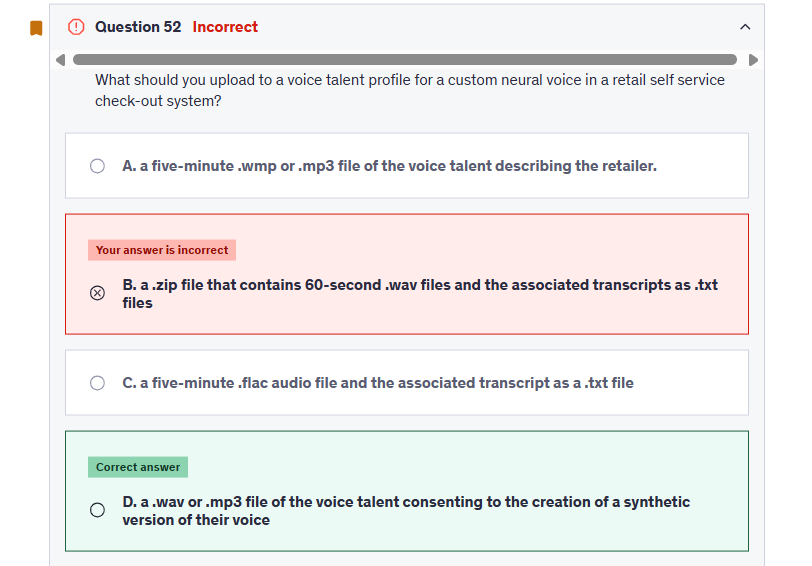 Question 52 Incorrect
What should you upload to a voice talent profile for a custom neural voice in a retail self service
check-out system?
A. a five-minute .wmp or .mp3 file of the voice talent describing the retailer.
Your answer is incorrect
B. a .zip file that contains 60-second .wav files and the associated transcripts as .txt
files
C. a five-minute .flac audio file and the associated transcript as a .txt file
Correct answer
D. a .wav or .mp3 file of the voice talent consenting to the creation of a synthetic
version of their voice